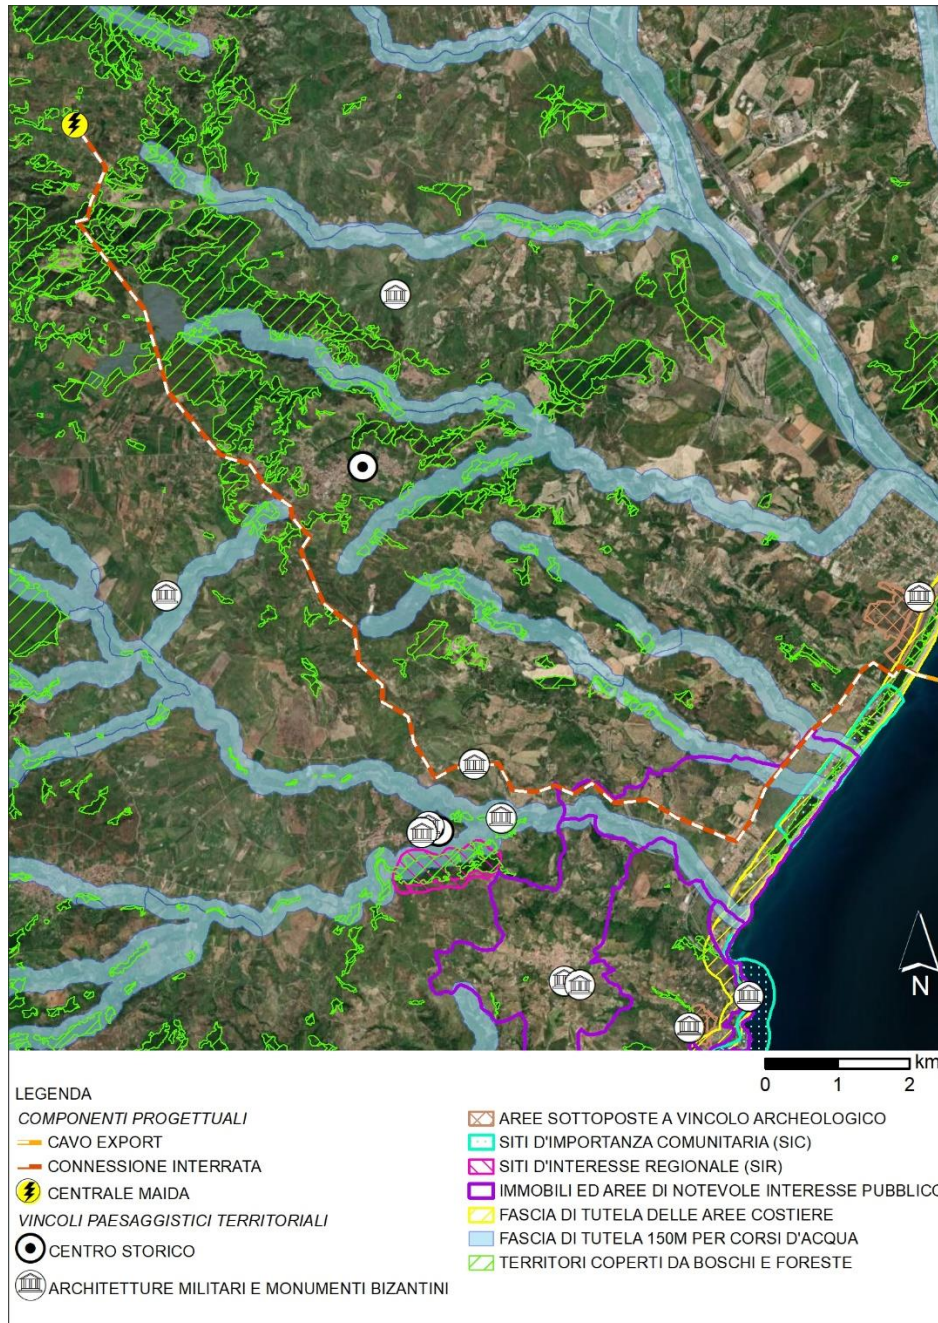 N
km
0 1 2
LEGENDA
COMPONENTI PROGETTUALI
CAVO EXPORT
CONNESSIONE INTERRATA
CENTRALE MAIDA
VINCOLI PAESAGGISTICI TERRITORIALI
CENTRO STORICO
ARCHITETTURE MILITARI E MONUMENTI BIZANTINI
AREE SOTTOPOSTE A VINCOLO ARCHEOLOGICO
SITI D'IMPORTANZA COMUNITARIA (SIC)
SITI D'INTERESSE REGIONALE (SIR)
IMMOBILI ED AREE DI NOTEVOLE INTERESSE PUBBLICO
FASCIA DI TUTELA DELLE AREE COSTIERE
FASCIA DI TUTELA 150M PER CORSI D'ACQUA
TERRITORI COPERTI DA BOSCHI E FORESTE